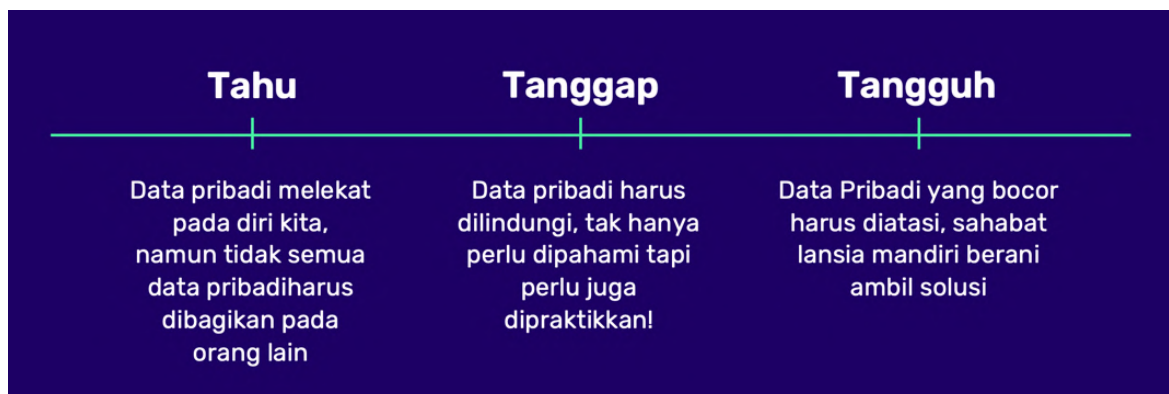 Tahu
Data pribadi melekat
pada diri kita,
namun tidak semua
data pribadiharus
dibagikan pada
orang lain
Tanggap
Data pribadi harus
dilindungi, tak hanya
perlu dipahami tapi
perlu juga
dipraktikkan!
Tangguh
Data Pribadi yang bocor
harus diatasi, sahabat
lansia mandiri berani
ambil solusi